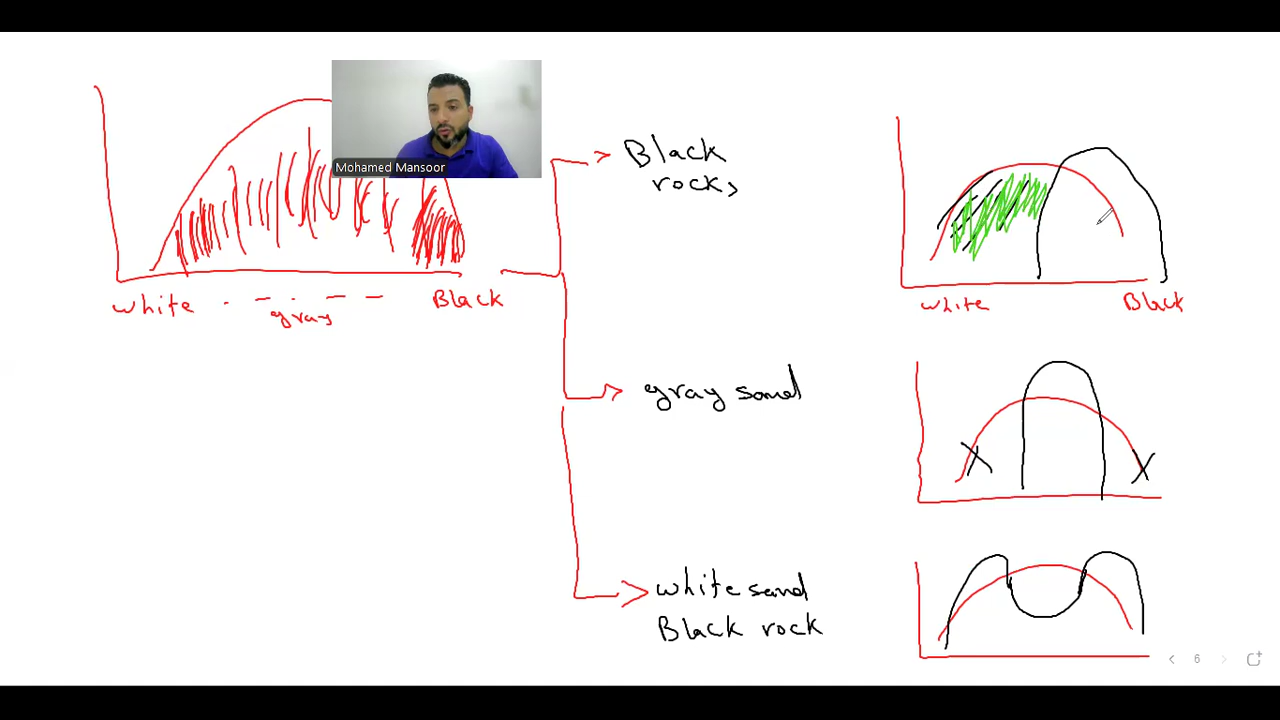 Mohamed Mansoor
white
gray
Black
Black
rocks
white
Black
gray sand
white sand
Black rock
6